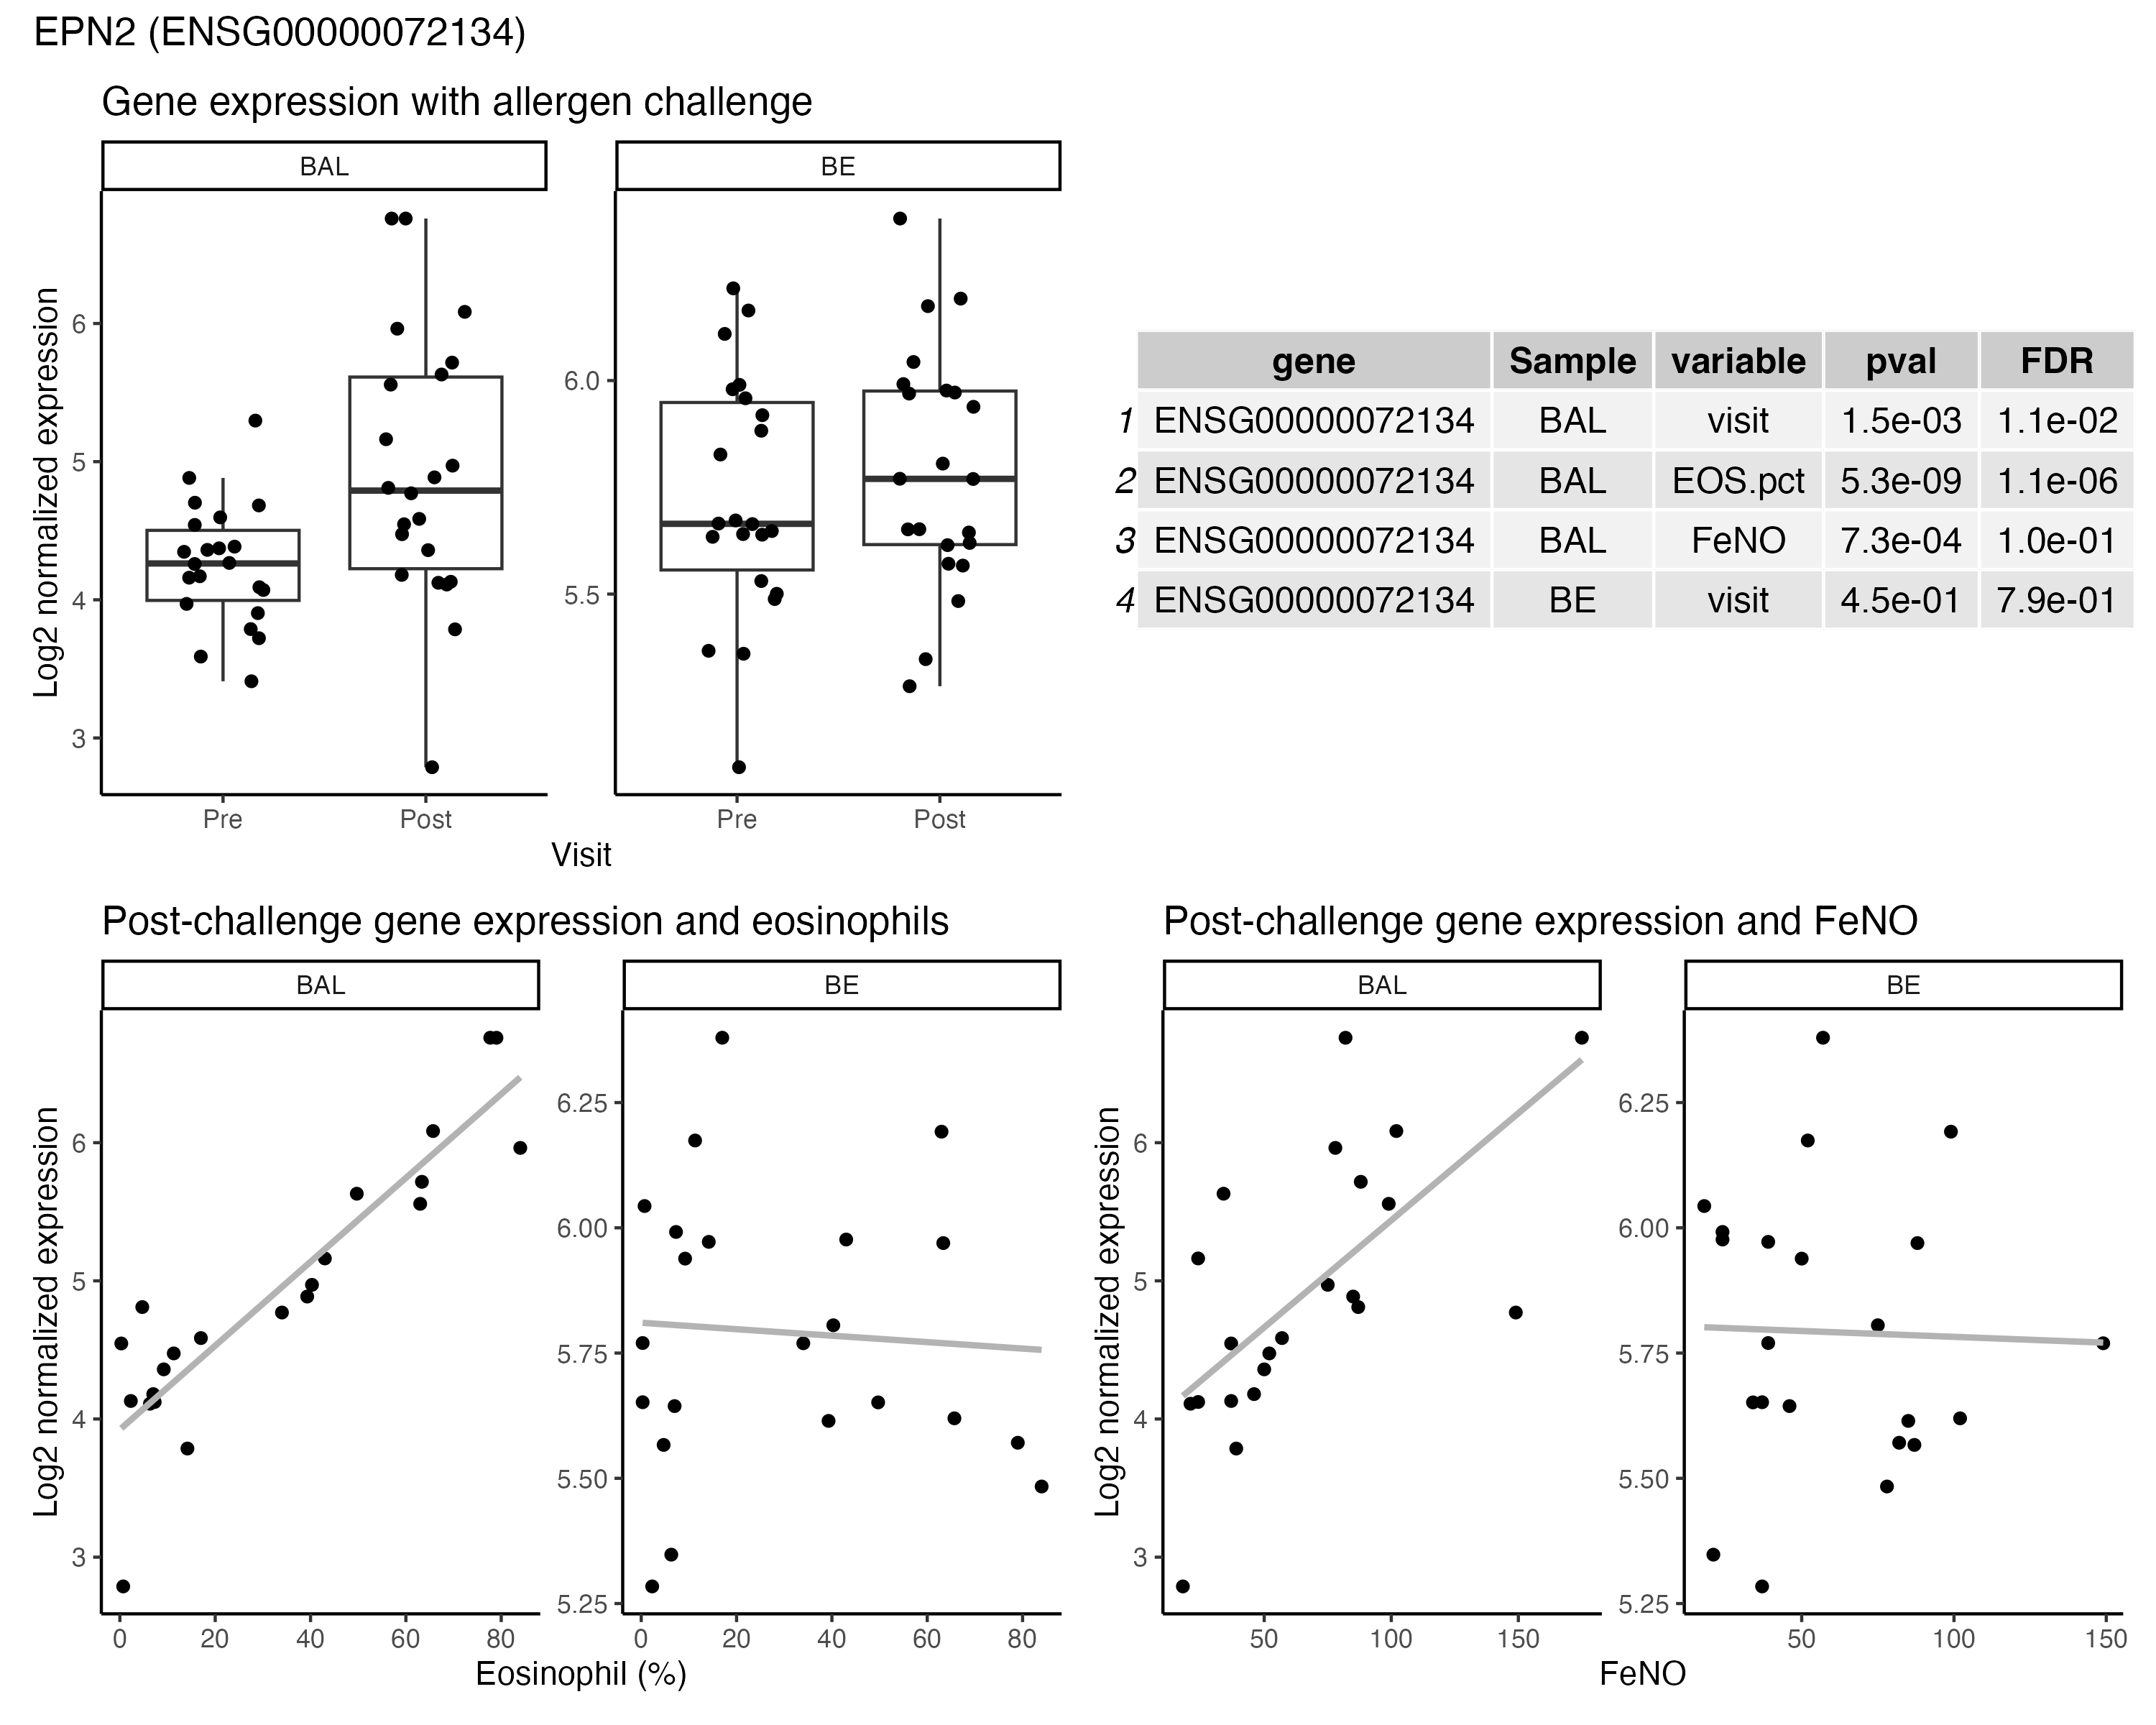 EPN2 (ENSG00000072134)
Gene expression with allergen challenge
BAL BE
Log2 normalized expression
6
5
4
3
6.0
5.5
Pre Post Pre Post
Visit
gene Sample variable pval FDR
1 ENSG00000072134 BAL visit 1.5e-03 1.1e-02
2 ENSG00000072134 BAL EOS.pct 5.3e-09 1.1e-06
3 ENSG00000072134 BAL FeNO 7.3e-04 1.0e-01
4 ENSG00000072134 BE visit 4.5e-01 7.9e-01
Post-challenge gene expression and eosinophils
BAL BE
Log2 normalized expression
6
5
4
3
6.25
6.00
5.75
5.50
5.25
0 20 40 60 80 0 20 40 60 80
Eosinophil (%)
Post-challenge gene expression and FeNO
BAL BE
Log2 normalized expression
6
5
4
3
6.25
6.00
5.75
5.50
5.25
50 100 150 50 100 150
FeNO